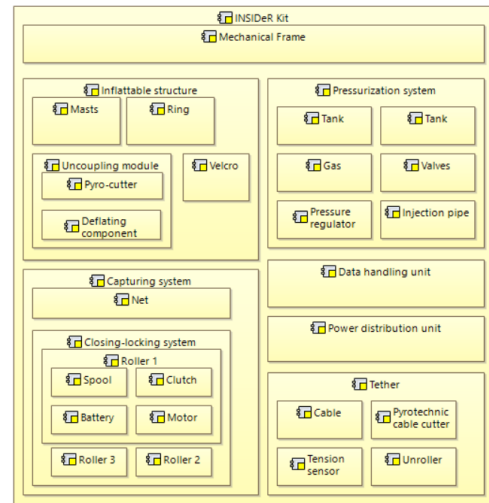 INSIDeR Kit
Mechanical Frame
Inflattable structure
Masts
Ring
Uncoupling module
Pyro-cutter
Deflating
component
Velcro
Pressurization system
Tank
Tank
Gas
Valves
Pressure
regulator
Injection pipe
Capturing system
Net
Closing-locking system
Roller 1
Spool
Clutch
Battery
Motor
Roller 3
Roller 2
Data handling unit
Power distribution unit
Tether
Cable
Pyrotechnic
cable cutter
Tension
sensor
Unroller